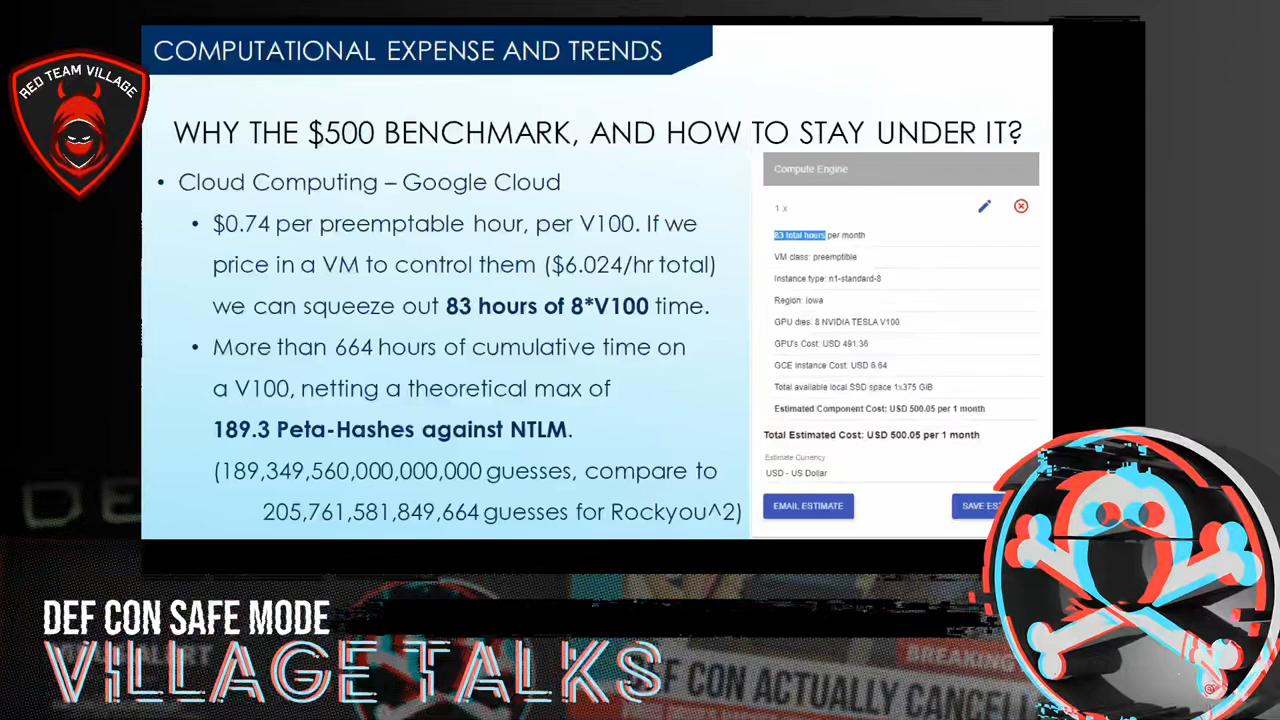 COMPUTATIONAL EXPENSE AND TRENDS
RED TEAM VILLAGE
WHY THE $500 BENCHMARK, AND HOW TO STAY UNDER IT?
• Cloud Computing – Google Cloud
• $0.74 per preemptable hour, per V100. If we
price in a VM to control them ($6.024/hr total)
we can squeeze out 83 hours of 8*V100 time.
• More than 664 hours of cumulative time on
a V100, netting a theoretical max of
189.3 Peta-Hashes against NTLM.
(189,349,560,000,000,000 guesses, compare to
205,761,581,849,664 guesses for Rockyou^2)
Compute Engine
1 x
83 total hours per month
VM class: preemptible
Instance type: n1-standard-8
Region: Iowa
GPU dies: 8 NVIDIA TESLA V100
GPU's Cost: USD 491.36
GCE Instance Cost: USD 6.64
Total available local SSD space 1x375 GiB
Estimated Component Cost: USD 500.05 per 1 month
Total Estimated Cost: USD 500.05 per 1 month
Estimate Currency
USD - US Dollar
EMAIL ESTIMATE
SAVE EST
DEF CON SAFE MODE
VILLAGE TALKS
BREAKING
DEF CON ACTUALLY CANCELL